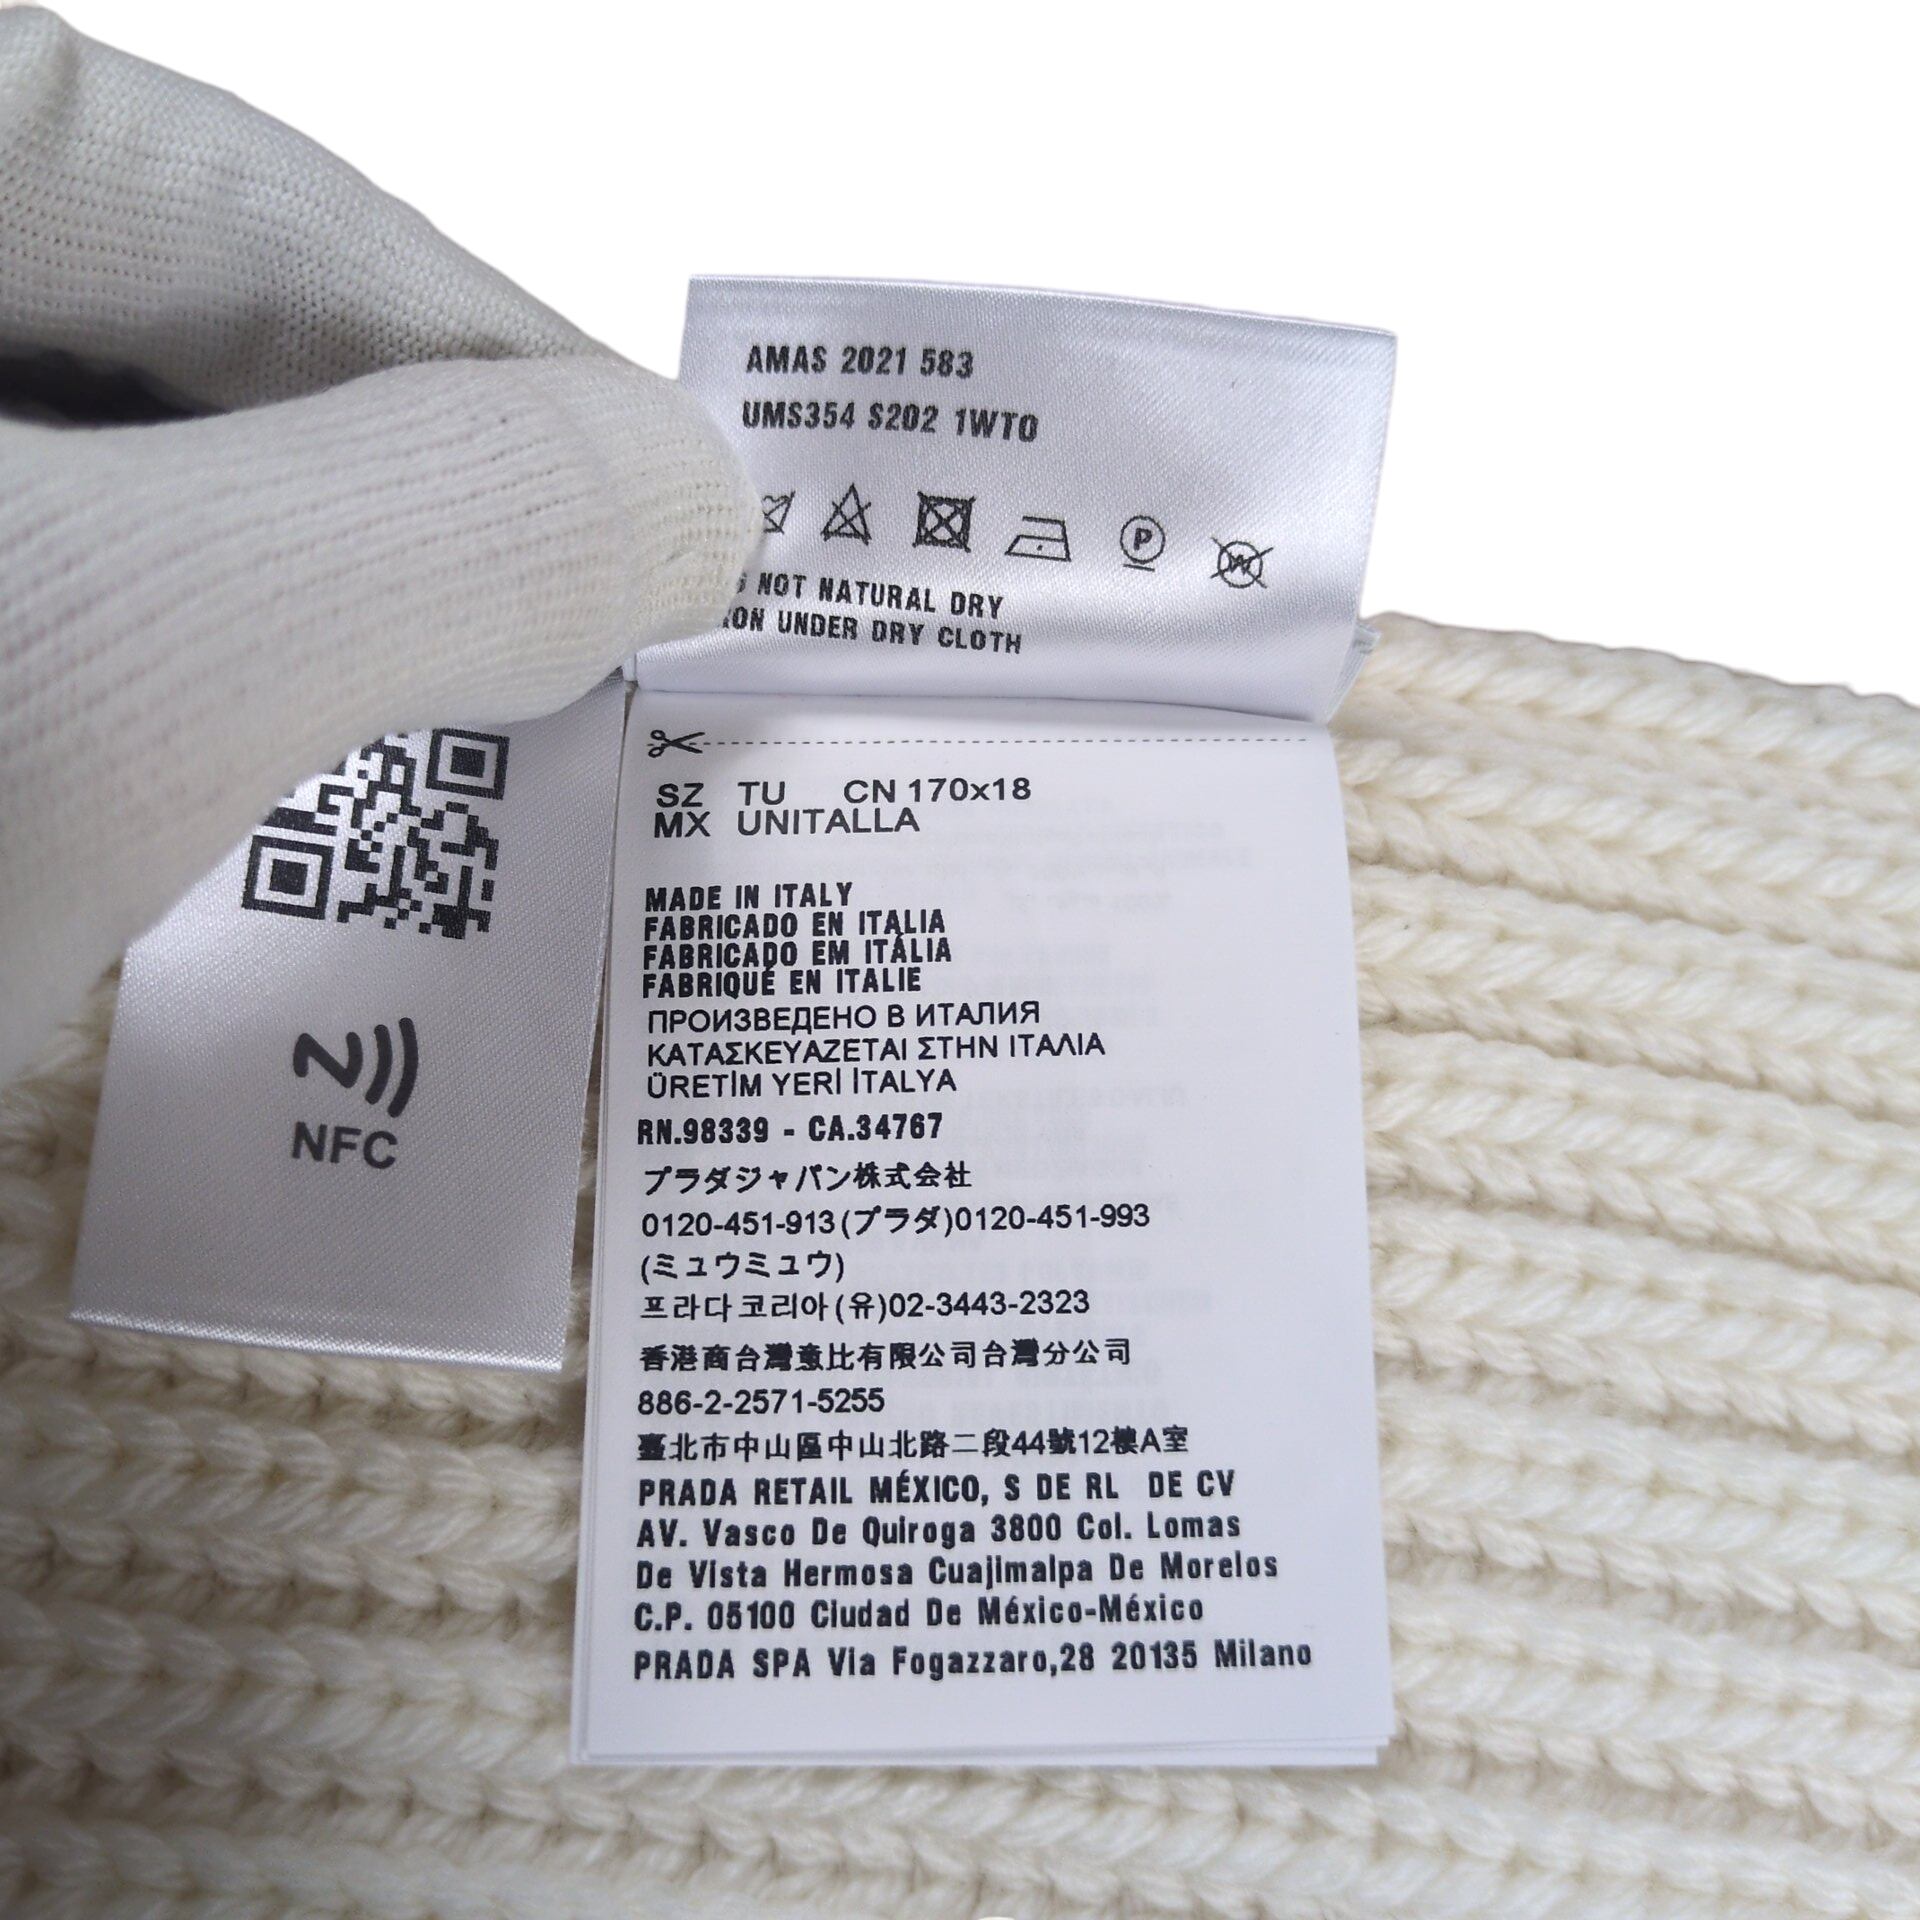 AMAS 2021 583
UMS354 S202 1WTO
P
W
NOT NATURAL DRY
UNDER DRY CLOTH
NFC
SZ TU CN 170x18
MX UNITALLA
MADE IN ITALY
FABRICADO EN ITALIA
FABRICADO EM ITÁLIA
FABRIQUÉ EN ITALIE
ПРОИЗВЕДЕНО В ИТАЛИЯ
ΚΑΤΑΣΚΕΥΑΖΕΤΑΙ ΣΤΗΝ ΙΤΑΛΙΑ
ÜRETİM YERİ İTALYA
RN.98339 - CA.34767
プラダジャパン株式会社
0120-451-913(プラダ)0120-451-993
(ミュウミュウ)
프라다코리아(유)02-3443-2323
香港商台灣意比有限公司台灣分公司
886-2-2571-5255
臺北市中山區中山北路二段44號12樓A室
PRADA RETAIL MÉXICO, S DE RL DE CV
AV. Vasco De Quiroga 3800 Col. Lomas
De Vista Hermosa Cuajimalpa De Morelos
C.P. 05100 Ciudad De México-México
PRADA SPA Via Fogazzaro,28 20135 Milano